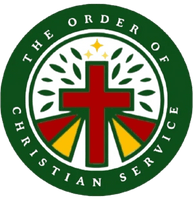 THE ORDER OF
CHRISTIAN SERVICE